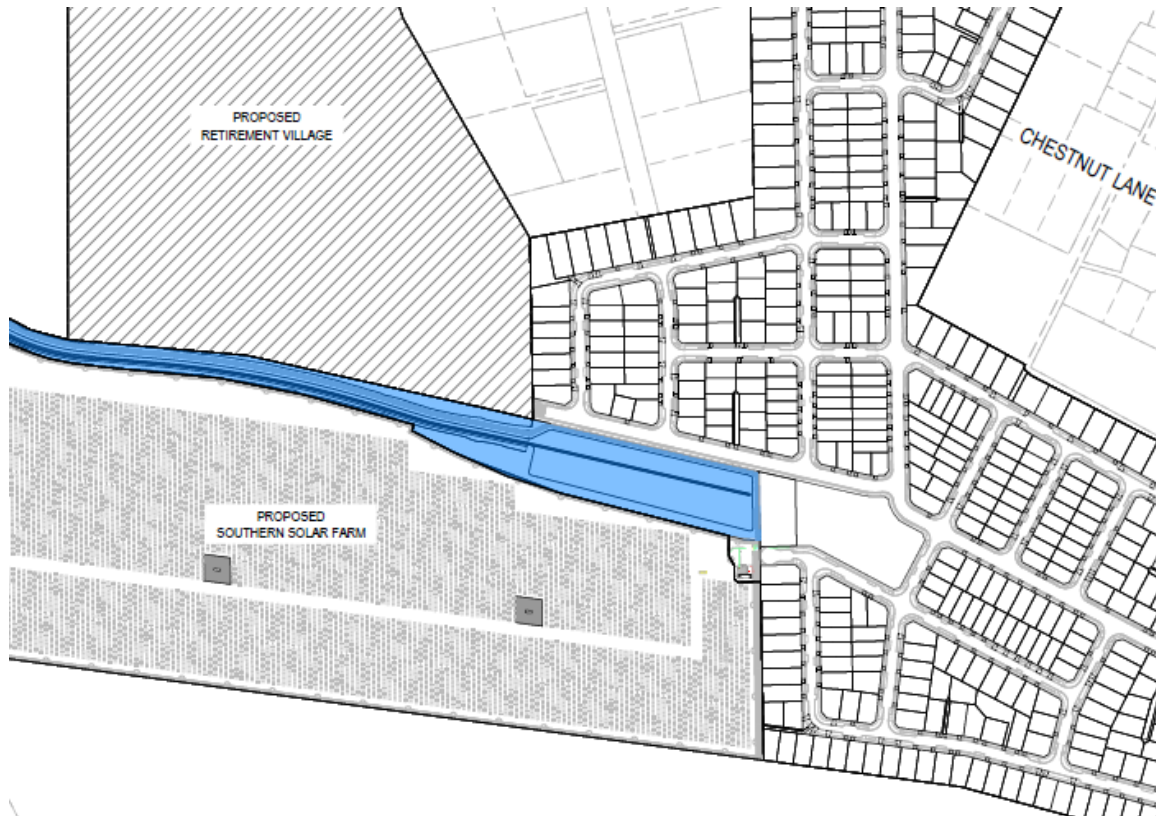 PROPOSED
RETIREMENT VILLAGE
CHESTNUT LANE
PROPOSED
SOUTHERN SOLAR FARM